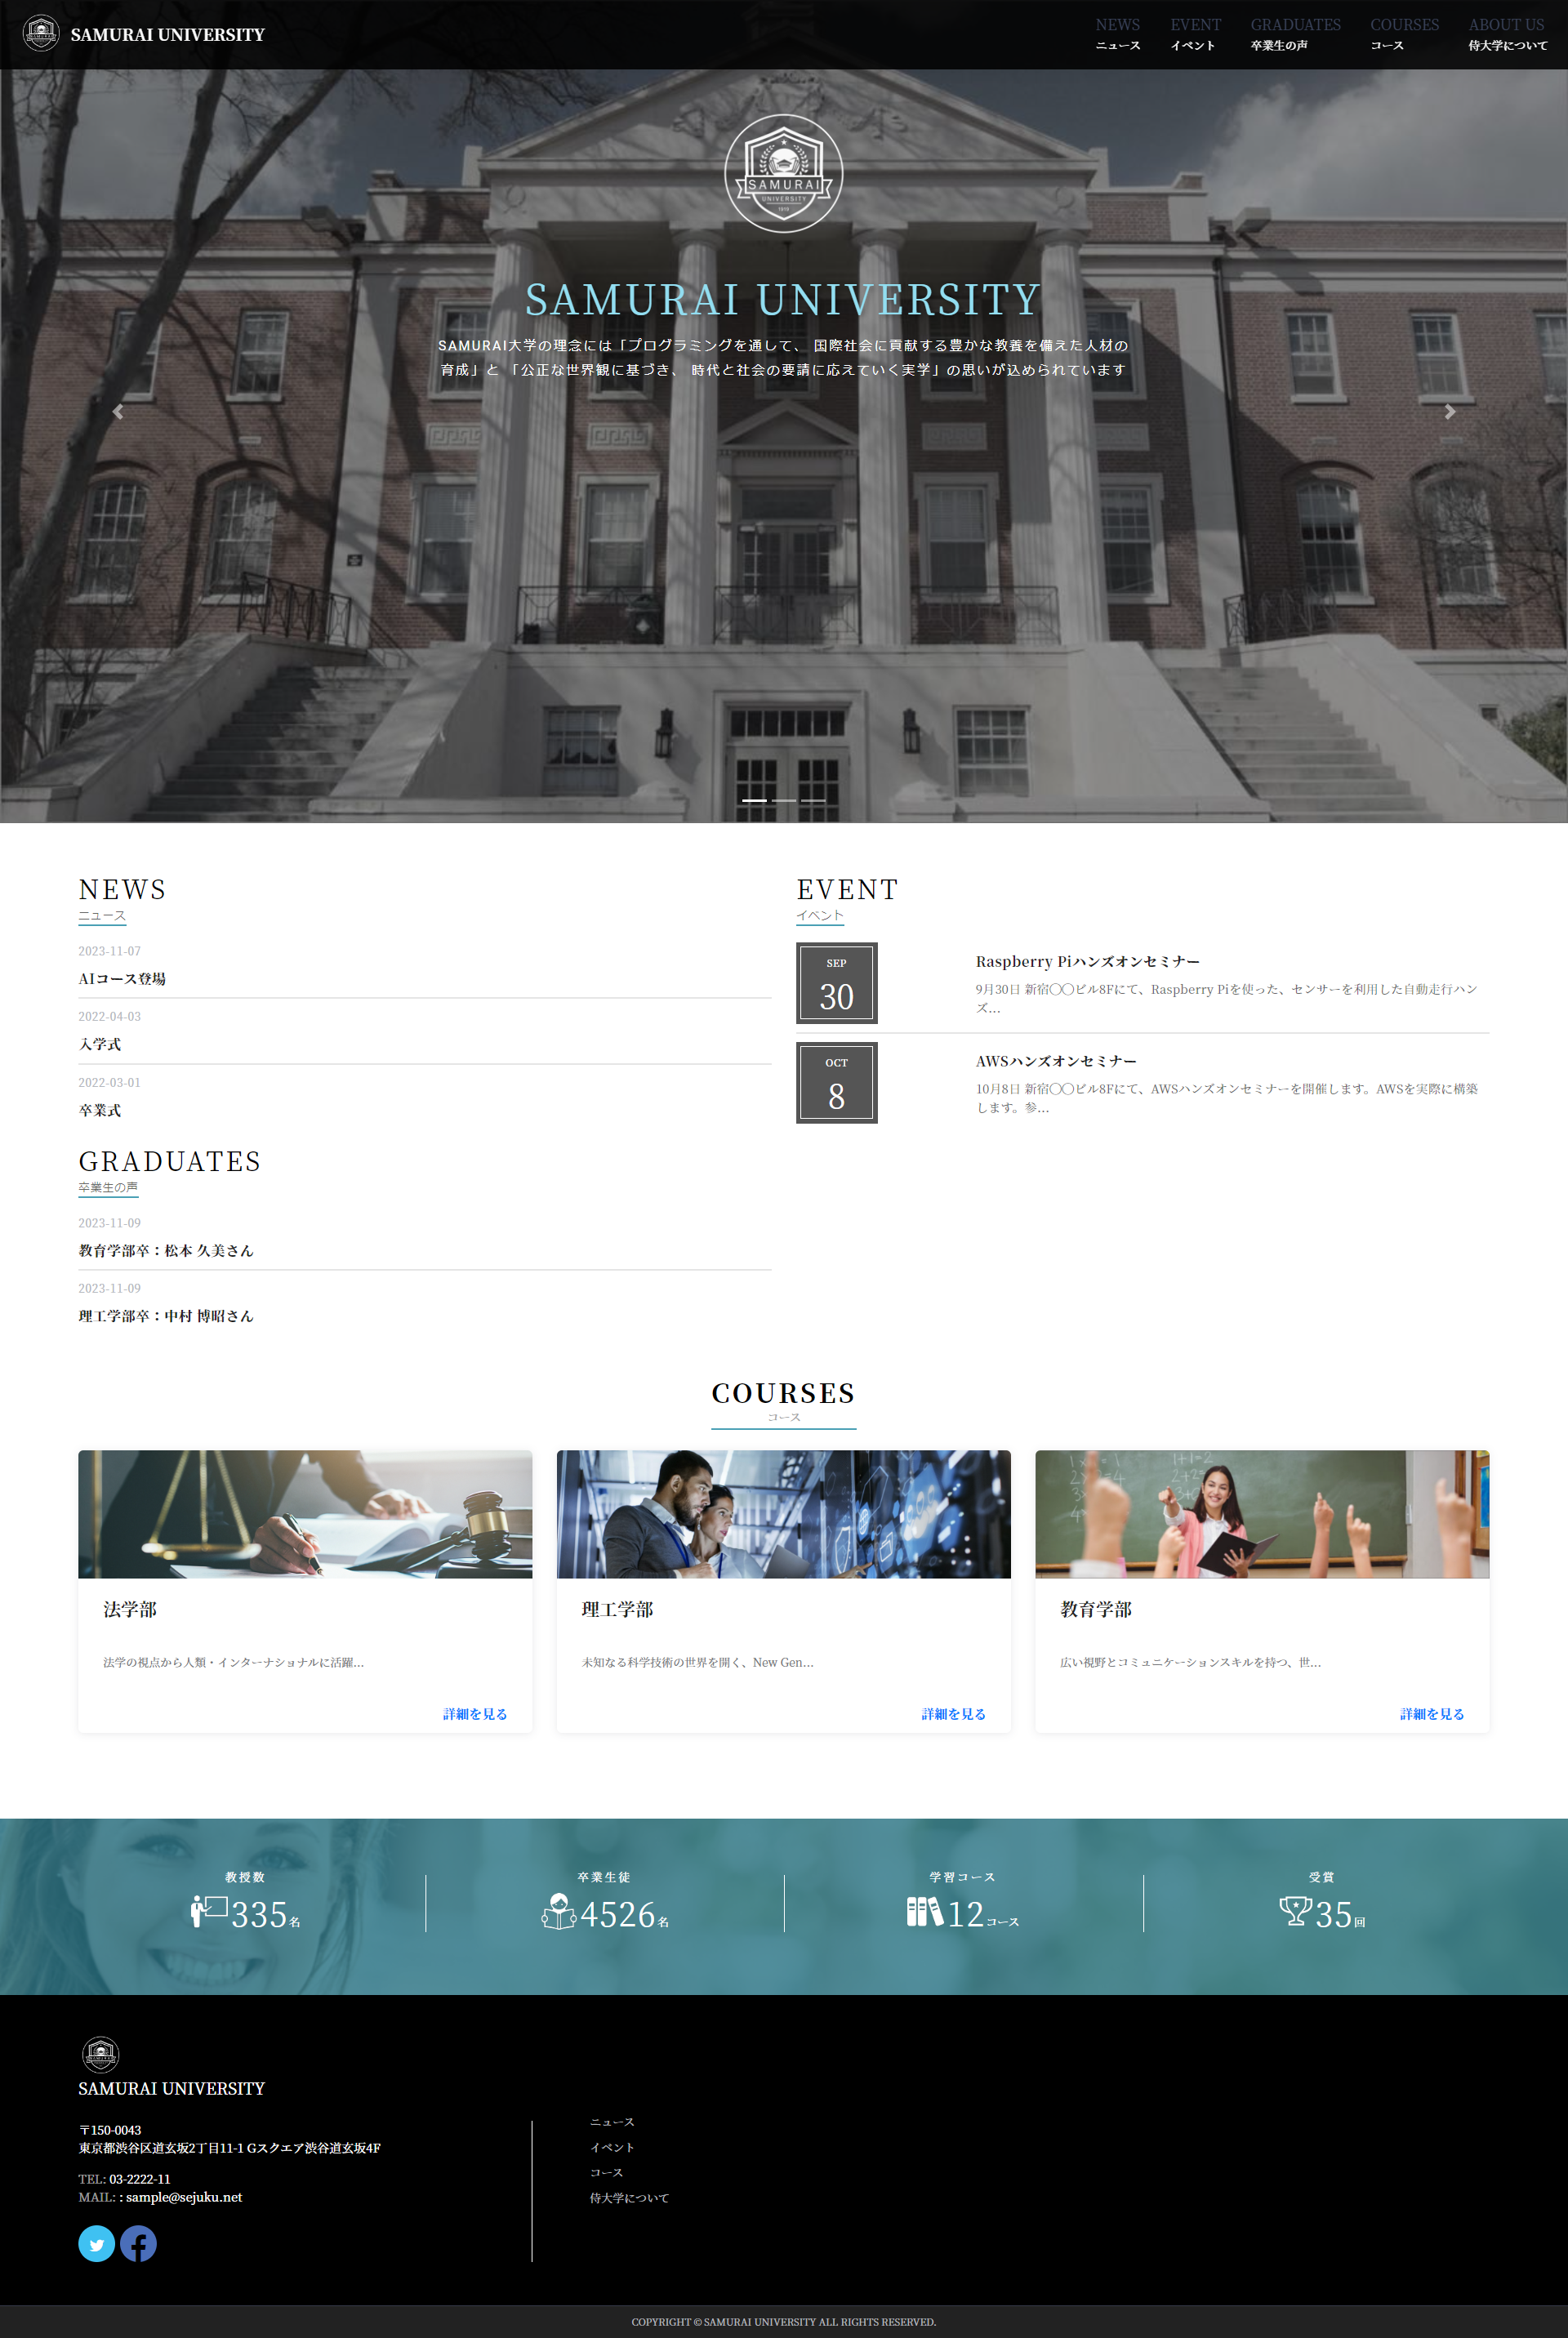 SAMURAI UNIVERSITY
NEWS
ニュース
EVENT
イベント
GRADUATES
卒業生の声
COURSES
コース
ABOUT US
侍大学について
SAMURAI
UNIVERSITY
SAMURAI UNIVERSITY
SAMURAI大学の理念には「プログラミングを通して、 国際社会に貢献する豊かな教養を備えた人材の
育成」と 「公正な世界観に基づき、 時代と社会の要請に応えていく実学」の思いが込められています
NEWS
ニュース
2023-11-07
AIコース登場
2022-04-03
入学式
2022-03-01
卒業式
EVENT
イベント
SEP
30
Raspberry Piハンズオンセミナー
9月30日 新宿◯◯ビル8Fにて、Raspberry Piを使った、センサーを利用した自動走行ハン
ズ...
OCT
8
AWSハンズオンセミナー
10月8日 新宿◯◯ビル8Fにて、AWSハンズオンセミナーを開催します。AWSを実際に構築
します。参...
GRADUATES
卒業生の声
2023-11-09
教育学部卒：松本 久美さん
2023-11-09
理工学部卒：中村 博昭さん
COURSES
コース
法学部
法学の視点から人類・インターナショナルに活躍...
詳細を見る
理工学部
未知なる科学技術の世界を開く、New Gen...
詳細を見る
教育学部
広い視野とコミュニケーションスキルを持つ、世...
詳細を見る
教授数
335名
卒業生徒
4526名
学習コース
12コース
受賞
35回
SAMURAI UNIVERSITY
〒150-0043
東京都渋谷区道玄坂2丁目11-1 Gスクエア渋谷道玄坂4F
TEL: 03-2222-11
MAIL: : sample@sejuku.net
ニュース
イベント
コース
侍大学について
COPYRIGHT © SAMURAI UNIVERSITY ALL RIGHTS RESERVED.